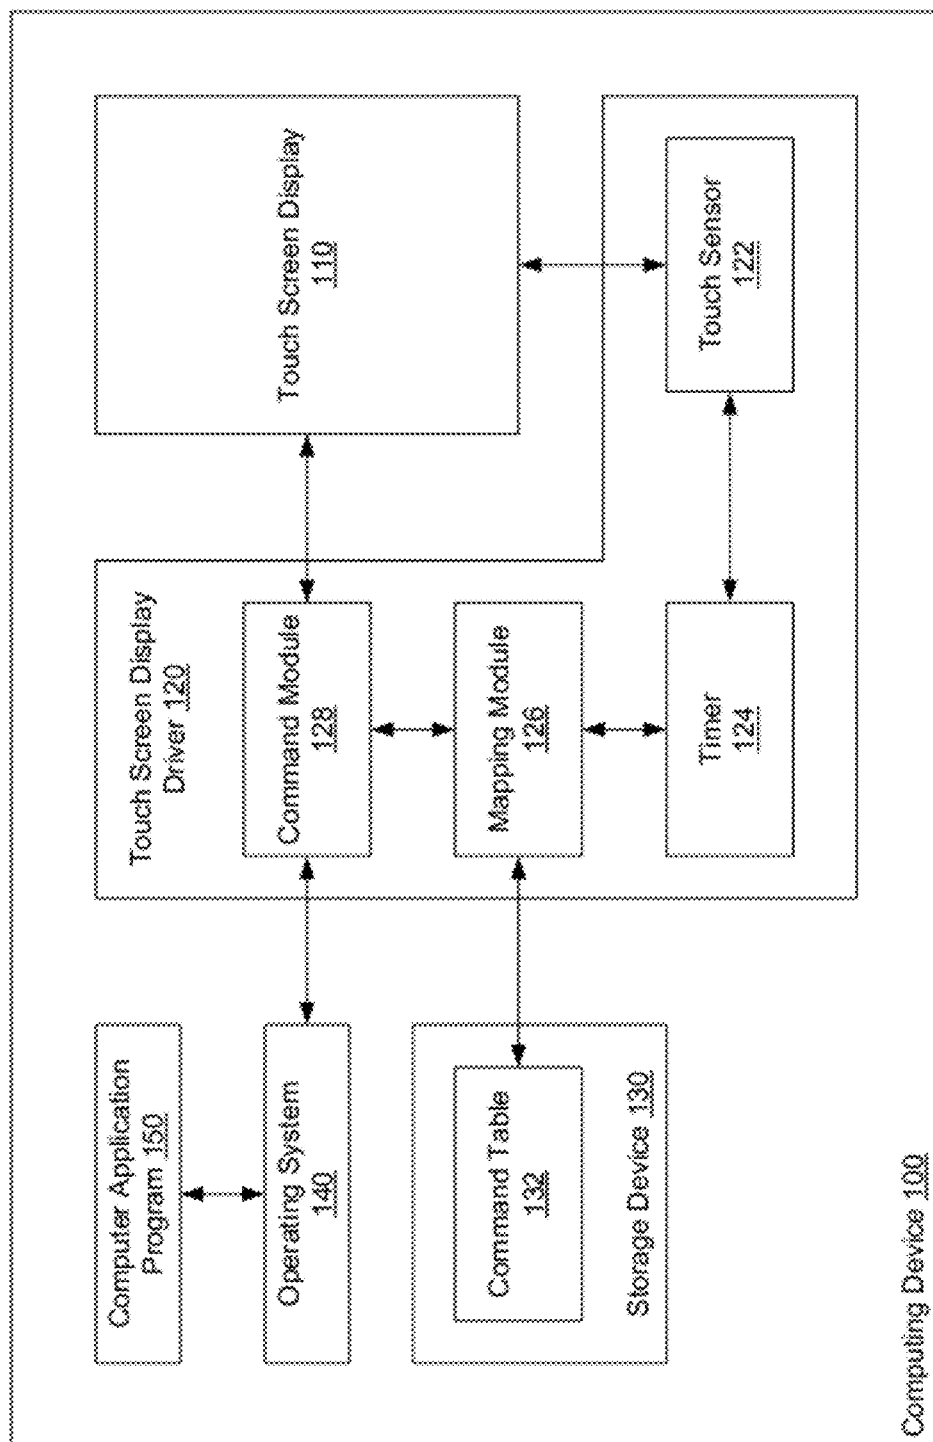 Computer Application
Program 150
Operating System
140
Command Table
132
Storage Device 130
Touch Screen Display
Driver 120
Command Module
128
Mapping Module
126
Timer
124
Touch Screen Display
110
Touch Sensor
122
Computing Device 100